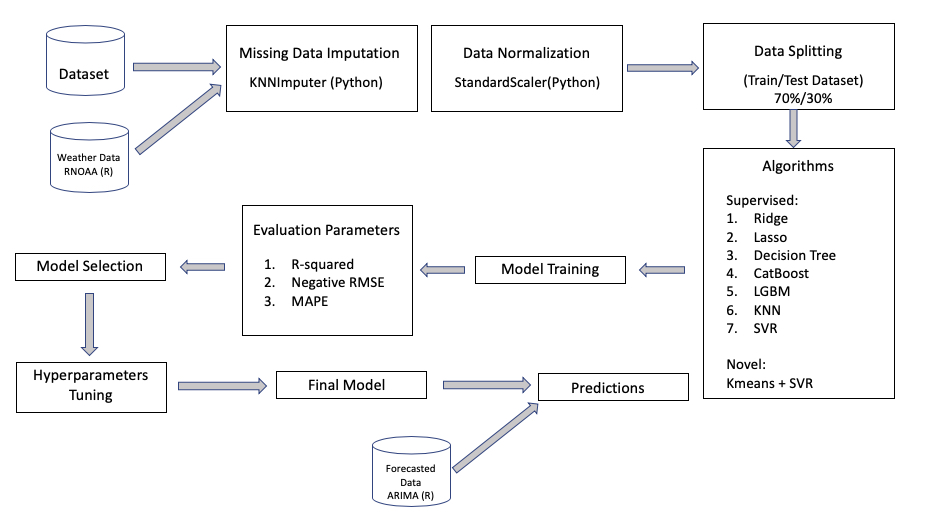 Dataset
Weather Data
RNOAA (R)
Missing Data Imputation
KNNImputer (Python)
Data Normalization
StandardScaler(Python)
Data Splitting
(Train/Test Dataset)
70%/30%
Algorithms
Supervised:
1. Ridge
2. Lasso
3. Decision Tree
4. CatBoost
5. LGBM
6. KNN
7. SVR
Novel:
Kmeans + SVR
Model Training
Evaluation Parameters
1. R-squared
2. Negative RMSE
3. MAPE
Model Selection
Hyperparameters
Tuning
Final Model
Predictions
Forecasted
Data
ARIMA (R)